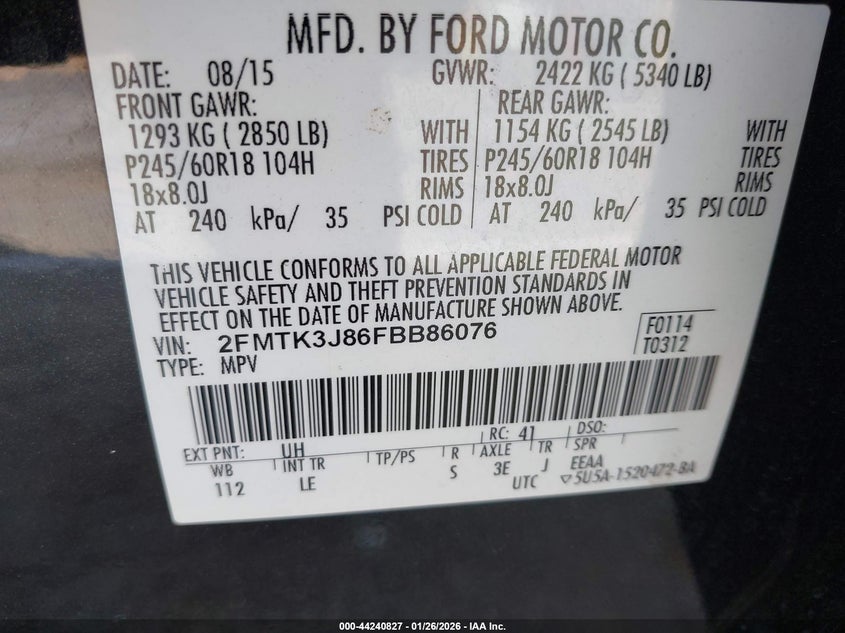 MFD. BY FORD MOTOR CO.
DATE: 08/15 GVWR: 2422 KG ( 5340 LB)
FRONT GAWR: REAR GAWR:
1293 KG ( 2850 LB) WITH 1154 KG ( 2545 LB) WITH
P245/60R18 104H TIRES P245/60R18 104H TIRES
18x8.0J RIMS 18x8.0J RIMS
AT 240 kPa/ 35 PSI COLD AT 240 kPa/ 35 PSI COLD
THIS VEHICLE CONFORMS TO ALL APPLICABLE FEDERAL MOTOR
VEHICLE SAFETY AND THEFT PREVENTION STANDARDS IN
EFFECT ON THE DATE OF MANUFACTURE SHOWN ABOVE.
VIN: 2FMTK3J86FBB86076 F0114
TYPE: MPV T0312
EXT PNT: UH RC: 41 DSO:
WB INT TR TP/PS R AXLE TR SPR
112 LE S 3E J EEAA
UTC ▽5U5A-1520472-BA
000-44240827 - 01/26/2026 - IAA Inc.